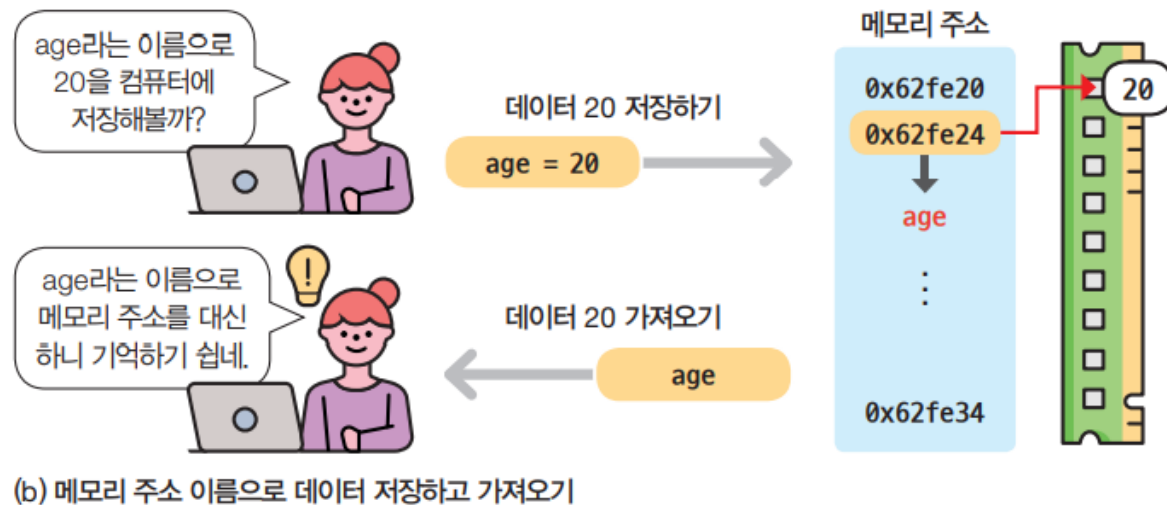 age라는 이름으로
20을 컴퓨터에
저장해볼까?
데이터 20 저장하기
age = 20
메모리 주소
0x62fe20
0x62fe24
age
⋮
0x62fe34
20
age라는 이름으로
메모리 주소를 대신
하니 기억하기 쉽네.
!
데이터 20 가져오기
age
(b) 메모리 주소 이름으로 데이터 저장하고 가져오기